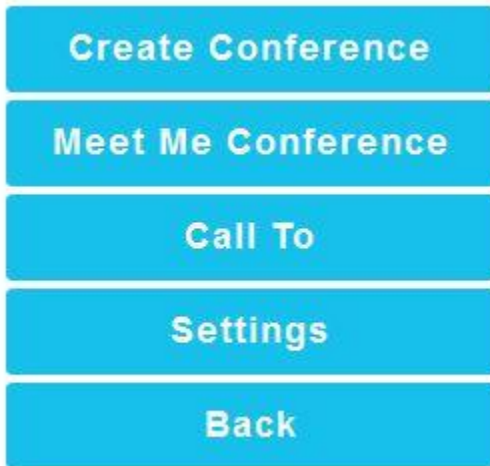 Create Conference
Meet Me Conference
Call To
Settings
Back